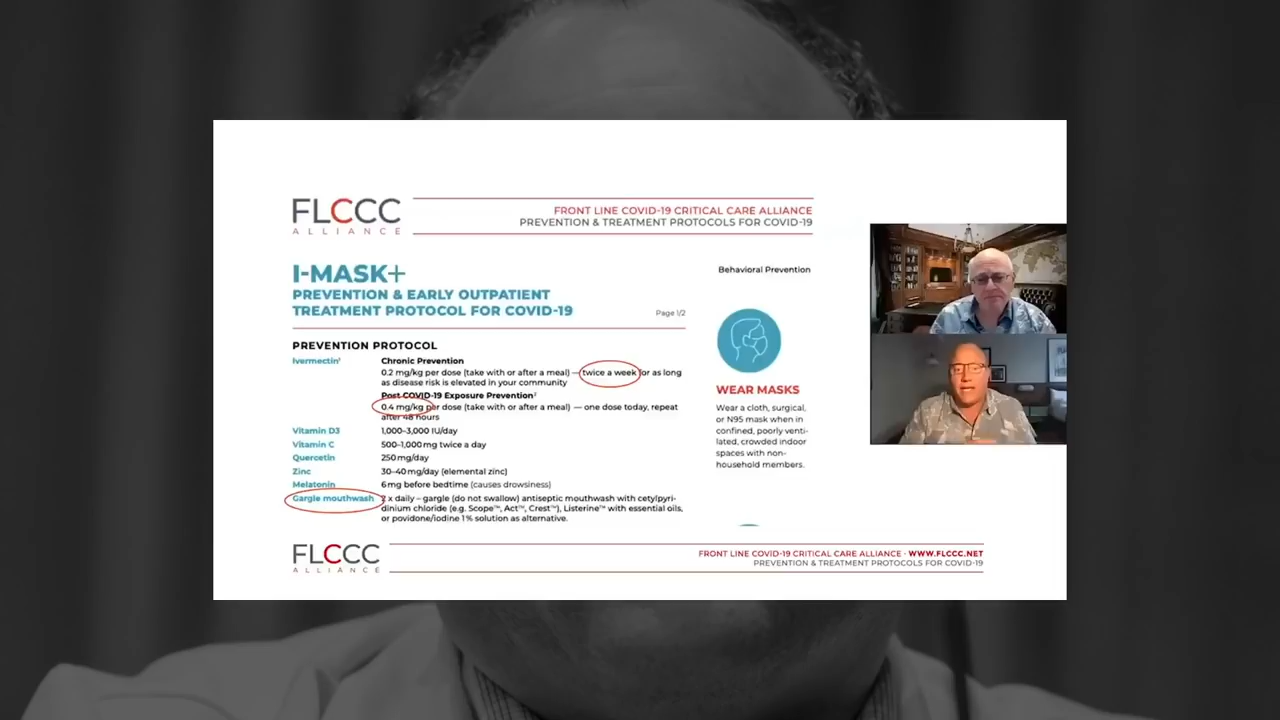 FLCCC
ALLIANCE
FRONT LINE COVID-19 CRITICAL CARE ALLIANCE
PREVENTION & TREATMENT PROTOCOLS FOR COVID-19
I-MASK+
PREVENTION & EARLY OUTPATIENT
TREATMENT PROTOCOL FOR COVID-19
Page 1/2
PREVENTION PROTOCOL
Ivermectin¹
Chronic Prevention
0.2 mg/kg per dose (take with or after a meal) — twice a week for as long
as disease risk is elevated in your community
Post COVID-19 Exposure Prevention²
0.4 mg/kg per dose (take with or after a meal) — one dose today, repeat
after 48 hours
Vitamin D3 1,000–3,000 IU/day
Vitamin C 500–1,000 mg twice a day
Quercetin 250 mg/day
Zinc 30–40 mg/day (elemental zinc)
Melatonin 6 mg before bedtime (causes drowsiness)
Gargle mouthwash 2 x daily – gargle (do not swallow) antiseptic mouthwash with cetylpyri-
dinium chloride (e.g. Scope™, Act™, Crest™), Listerine™ with essential oils,
or povidone/iodine 1% solution as alternative.
Behavioral Prevention
WEAR MASKS
Wear a cloth, surgical,
or N95 mask when in
confined, poorly venti-
lated, crowded indoor
spaces with non-
household members.
FLCCC
ALLIANCE
FRONT LINE COVID-19 CRITICAL CARE ALLIANCE - WWW.FLCCC.NET
PREVENTION & TREATMENT PROTOCOLS FOR COVID-19